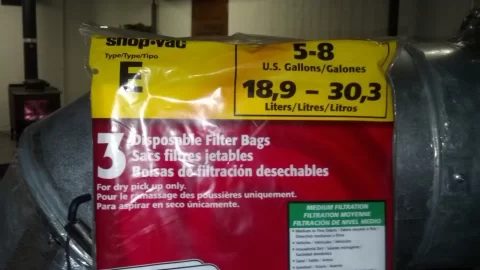 shop·vac
Type/Type/Tipo
E
5-8
U.S. Gallons/Galones
18,9 – 30,3
Liters/Litres/Litros
3 Disposable Filter Bags
Sacs filtres jetables
Bolsas de filtración desechables
For dry pick up only.
Pour le ramassage des poussières uniquement.
Para aspirar en seco únicamente.
MEDIUM FILTRATION
FILTRATION MOYENNE
FILTRACIÓN DE NIVEL MEDIO